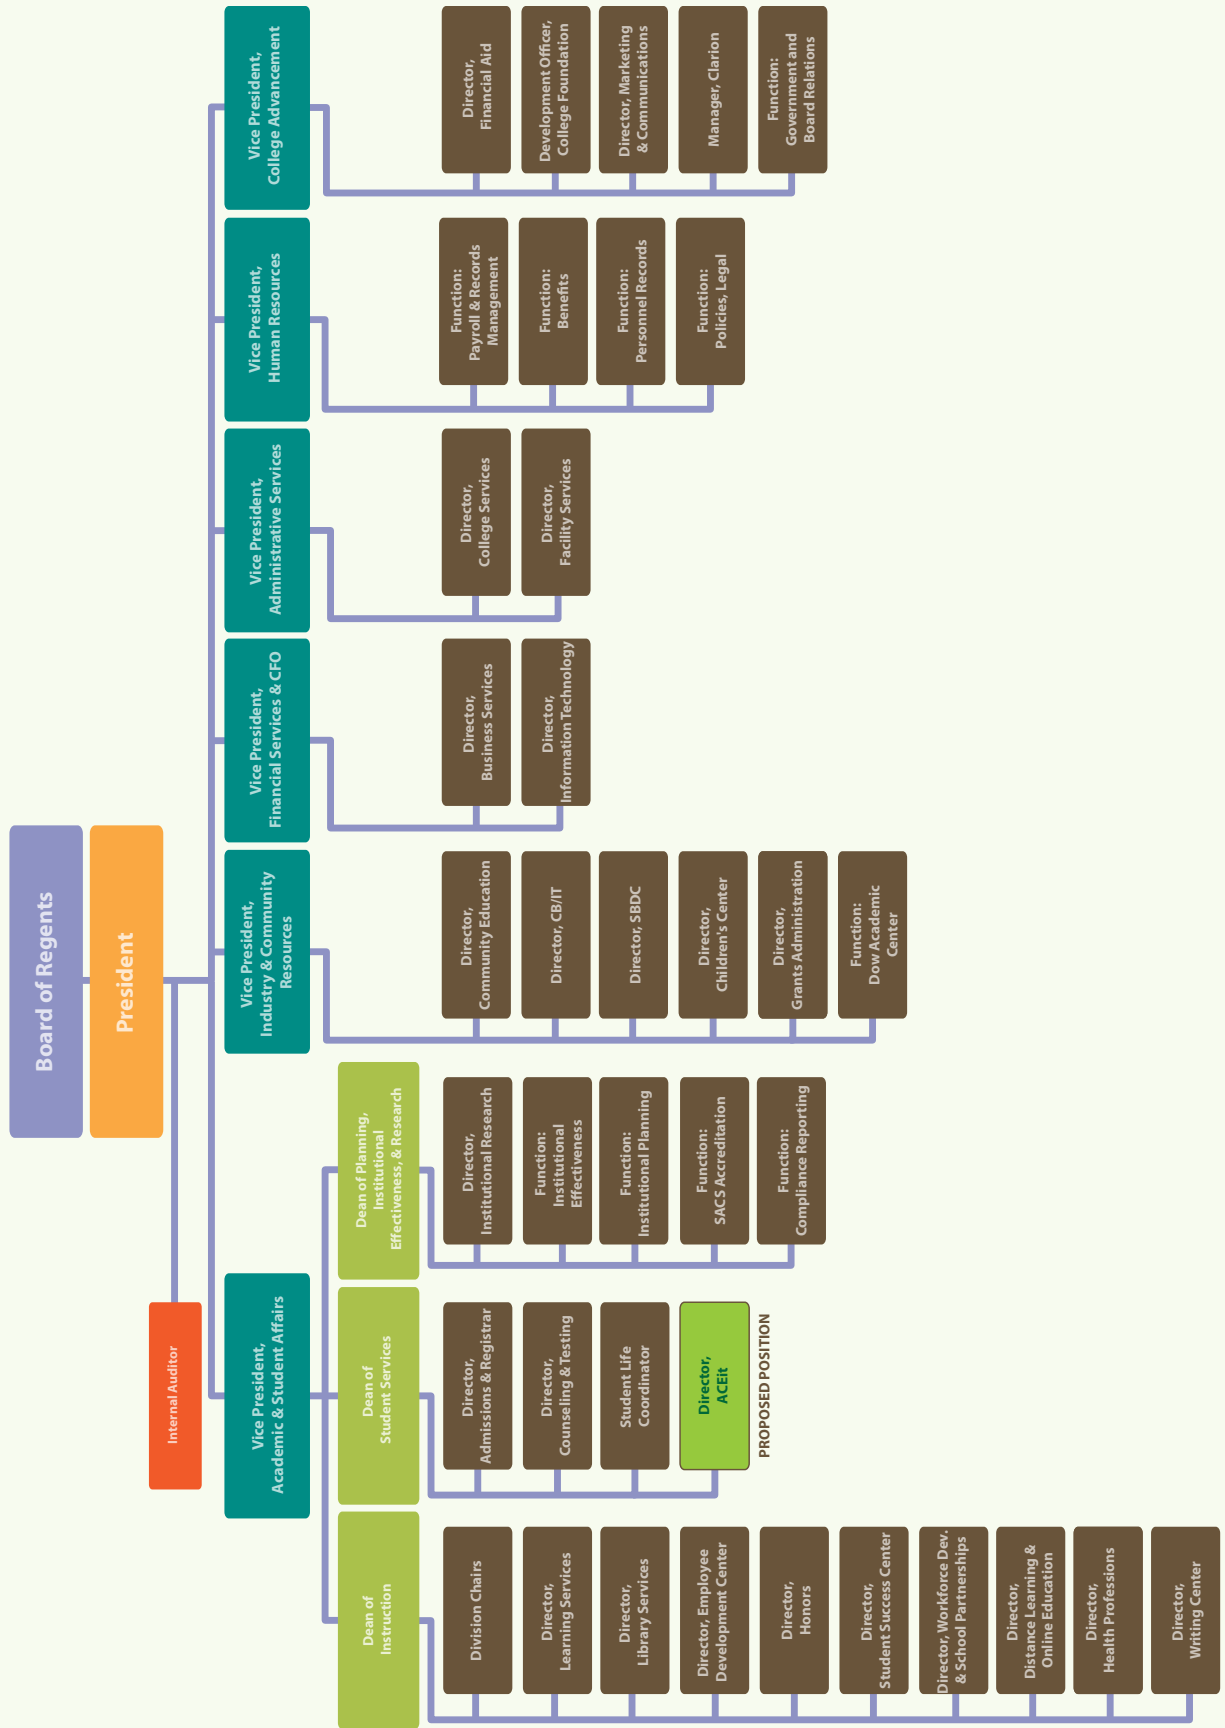 Board of Regents
President
Internal Auditor
Vice President,
Academic & Student Affairs
Vice President,
Industry & Community
Resources
Vice President,
Financial Services & CFO
Vice President,
Administrative Services
Vice President,
Human Resources
Vice President,
College Advancement
Dean of
Instruction
Dean of
Student Services
Dean of Planning,
Institutional
Effectiveness, & Research
Division Chairs
Director,
Learning Services
Director,
Library Services
Director, Employee
Development Center
Director,
Honors
Director,
Student Success Center
Director, Workforce Dev.
& School Partnerships
Director,
Distance Learning &
Online Education
Director,
Health Professions
Director,
Writing Center
Director,
Admissions & Registrar
Director,
Counseling & Testing
Student Life
Coordinator
Director,
ACEit
PROPOSED POSITION
Director,
Institutional Research
Function:
Institutional
Effectiveness
Function:
Institutional Planning
Function:
SACS Accreditation
Function:
Compliance Reporting
Director,
Community Education
Director, CB/IT
Director, SBDC
Director,
Children's Center
Director,
Grants Administration
Function:
Dow Academic
Center
Director,
Business Services
Director,
Information Technology
Director,
College Services
Director,
Facility Services
Function:
Payroll & Records
Management
Function:
Benefits
Function:
Personnel Records
Function:
Policies, Legal
Director,
Financial Aid
Development Officer,
College Foundation
Director, Marketing
& Communications
Manager, Clarion
Function:
Government and
Board Relations